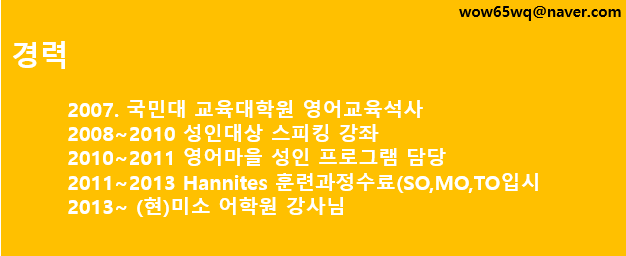 wow65wq@naver.com
경력
2007. 국민대 교육대학원 영어교육석사
2008~2010 성인대상 스피킹 강좌
2010~2011 영어마을 성인 프로그램 담당
2011~2013 Hannites 훈련과정수료(SO,MO,TO입시
2013~ (현)미소 어학원 강사님